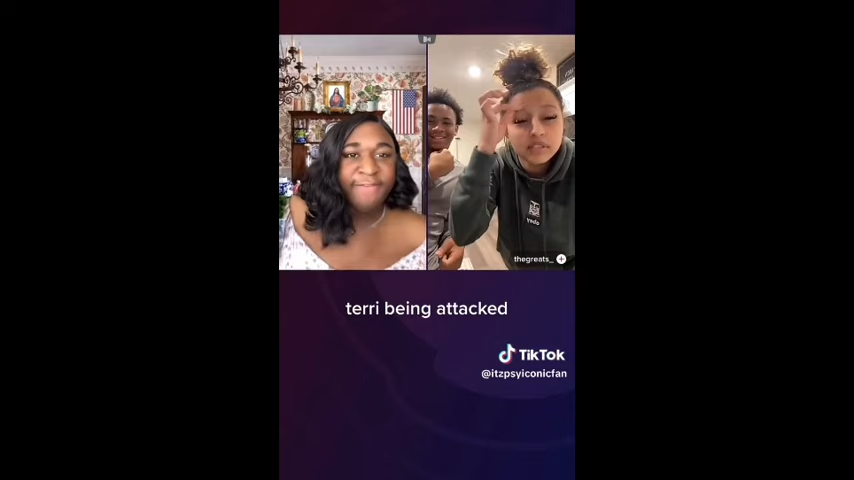 thegreats_
terri being attacked
TikTok
@itzpsyiconicfan